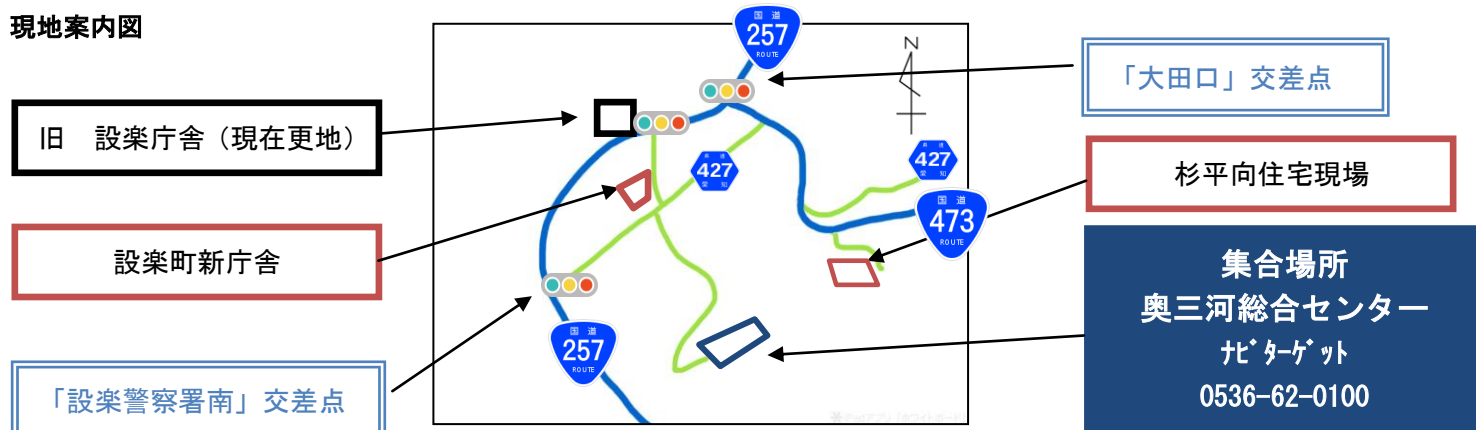 現地案内図
国道
257
ROUTE
N
「大田口」交差点
旧　設楽庁舎（現在更地）
県道
427
愛知
県道
427
愛知
杉平向住宅現場
国道
473
ROUTE
設楽町新庁舎
集合場所
奥三河総合センター
ﾅﾋﾞﾀｰｹﾞｯﾄ
0536-62-0100
国道
257
ROUTE
「設楽警察署南」交差点